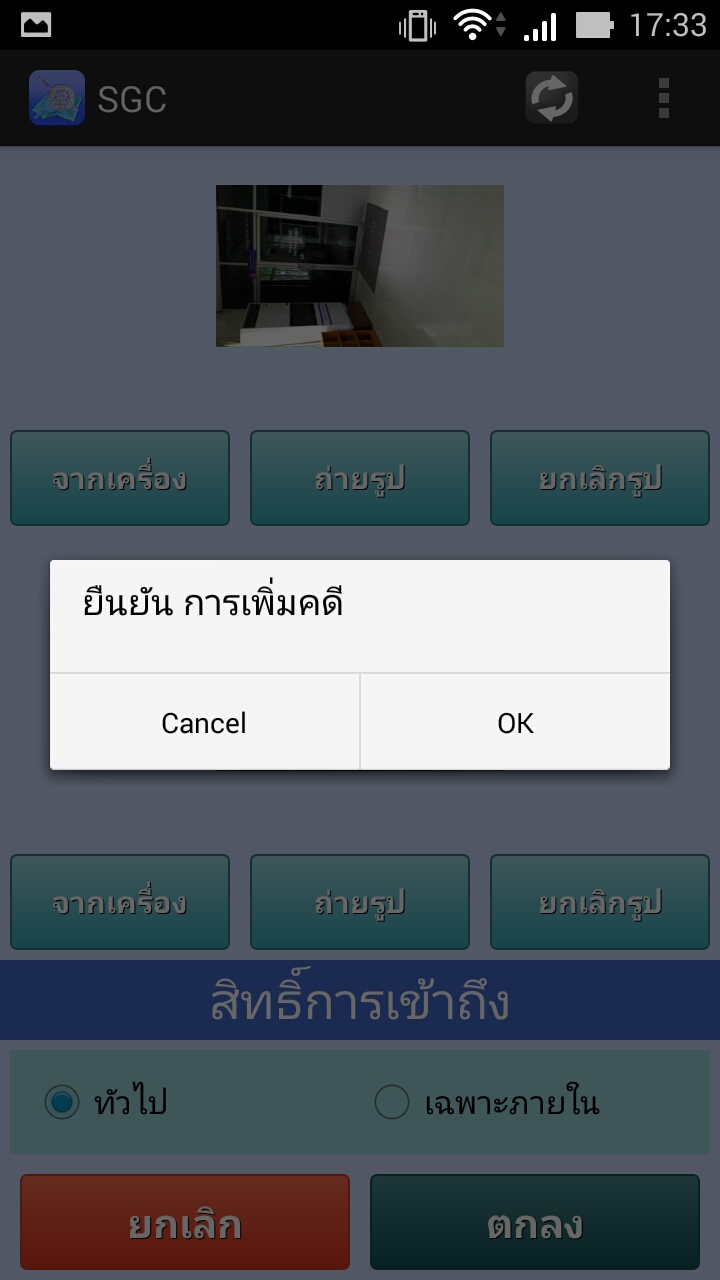 17:33
SGC
จากเครื่อง ถ่ายรูป ยกเลิกรูป
ยืนยัน การเพิ่มคดี
Cancel OK
จากเครื่อง ถ่ายรูป ยกเลิกรูป
สิทธิ์การเข้าถึง
ทั่วไป เฉพาะภายใน
ยกเลิก ตกลง